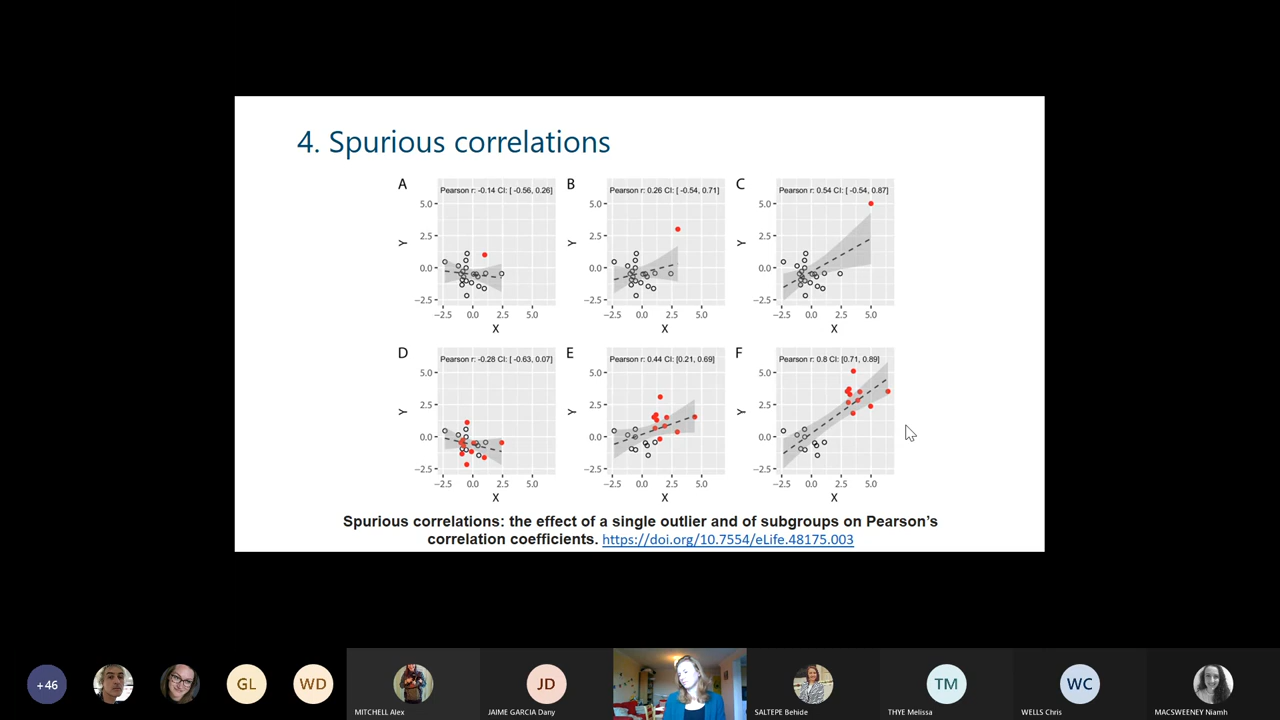 4. Spurious correlations
A
Pearson r: -0.14 CI: [ -0.56, 0.26]
5.0
2.5
0.0
−2.5
Y
−2.5 0.0 2.5 5.0
X
B
Pearson r: 0.26 CI: [ -0.54, 0.71]
5.0
2.5
0.0
−2.5
Y
−2.5 0.0 2.5 5.0
X
C
Pearson r: 0.54 CI: [ -0.54, 0.87]
5.0
2.5
0.0
−2.5
Y
−2.5 0.0 2.5 5.0
X
D
Pearson r: -0.28 CI: [ -0.63, 0.07]
5.0
2.5
0.0
−2.5
Y
−2.5 0.0 2.5 5.0
X
E
Pearson r: 0.44 CI: [0.21, 0.69]
5.0
2.5
0.0
−2.5
Y
−2.5 0.0 2.5 5.0
X
F
Pearson r: 0.8 CI: [0.71, 0.89]
5.0
2.5
0.0
−2.5
Y
−2.5 0.0 2.5 5.0
X
Spurious correlations: the effect of a single outlier and of subgroups on Pearson’s
correlation coefficients. https://doi.org/10.7554/eLife.48175.003
+46
GL
WD
MITCHELL Alex
JD
JAIME GARCIA Dany
SALTEPE Behide
TM
THYE Melissa
WC
WELLS Chris
MACSWEENEY Niamh